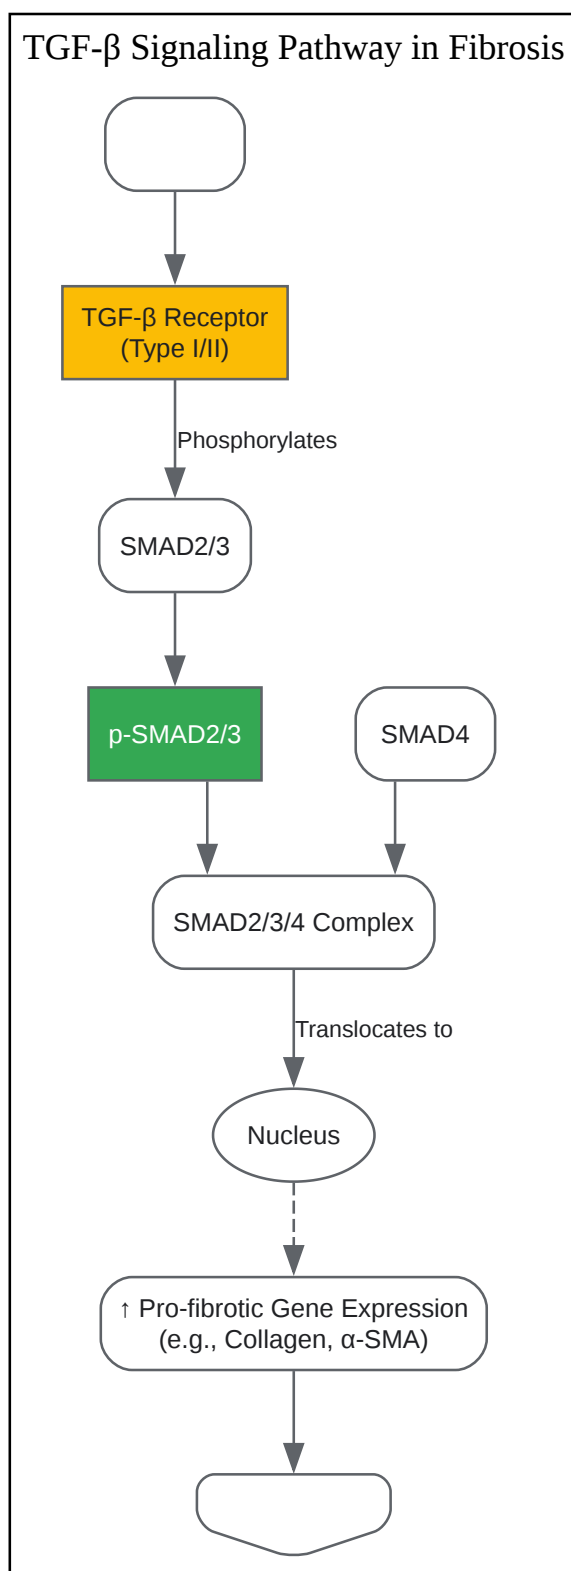 TGF-β Signaling Pathway in Fibrosis
TGF-β Receptor
(Type I/II)
Phosphorylates
SMAD2/3
p-SMAD2/3
SMAD4
SMAD2/3/4 Complex
Translocates to
Nucleus
↑ Pro-fibrotic Gene Expression
(e.g., Collagen, α-SMA)